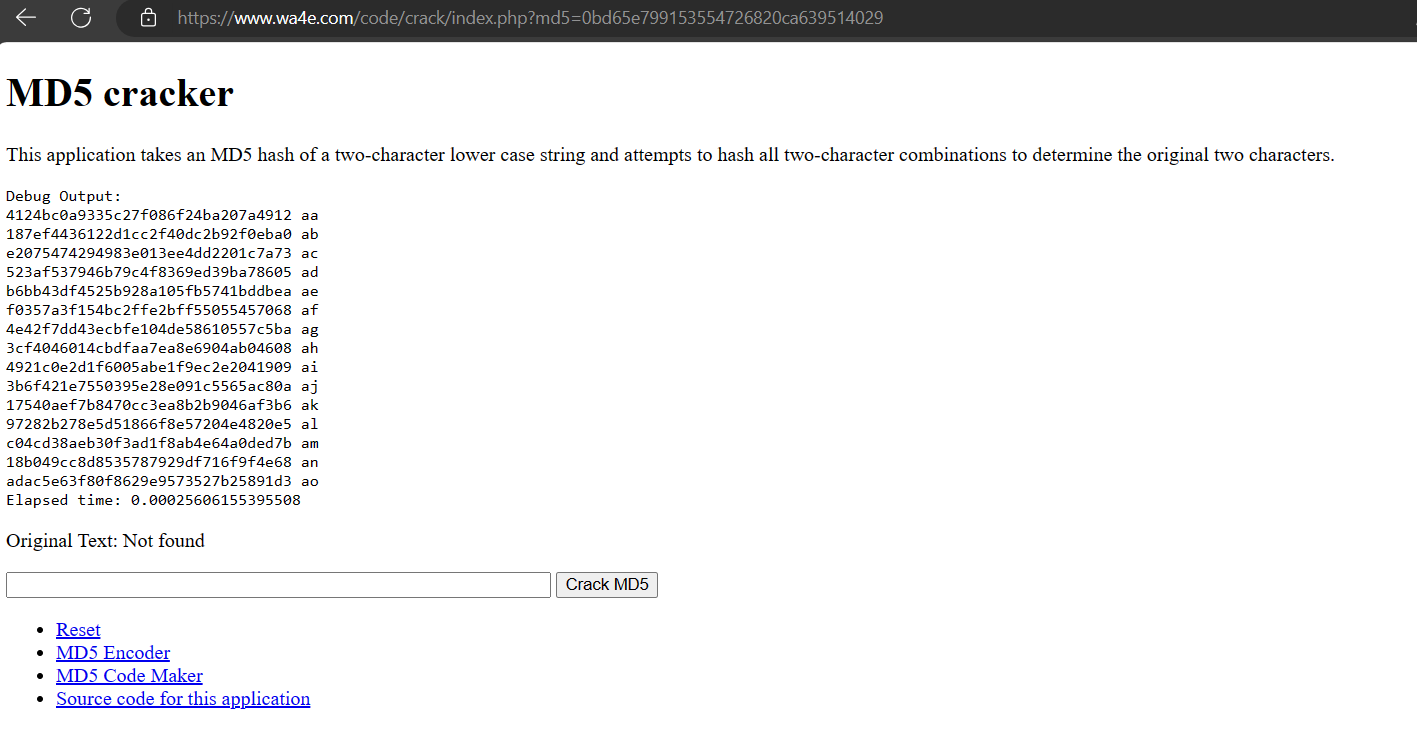 https://www.wa4e.com/code/crack/index.php?md5=0bd65e799153554726820ca639514029
MD5 cracker
This application takes an MD5 hash of a two-character lower case string and attempts to hash all two-character combinations to determine the original two characters.
Debug Output:
4124bc0a9335c27f086f24ba207a4912 aa
187ef4436122d1cc2f40dc2b92f0eba0 ab
e2075474294983e013ee4dd2201c7a73 ac
523af537946b79c4f8369ed39ba78605 ad
b6bb43df4525b928a105fb5741bddbea ae
f0357a3f154bc2ffe2bff55055457068 af
4e42f7dd43ecbfe104de58610557c5ba ag
3cf4046014cbdfaa7ea8e6904ab04608 ah
4921c0e2d1f6005abe1f9ec2e2041909 ai
3b6f421e7550395e28e091c5565ac80a aj
17540aef7b8470cc3ea8b2b9046af3b6 ak
97282b278e5d51866f8e57204e4820e5 al
c04cd38aeb30f3ad1f8ab4e64a0ded7b am
18b049cc8d8535787929df716f9f4e68 an
adac5e63f80f8629e9573527b25891d3 ao
Elapsed time: 0.00025606155395508
Original Text: Not found
Crack MD5
Reset
MD5 Encoder
MD5 Code Maker
Source code for this application